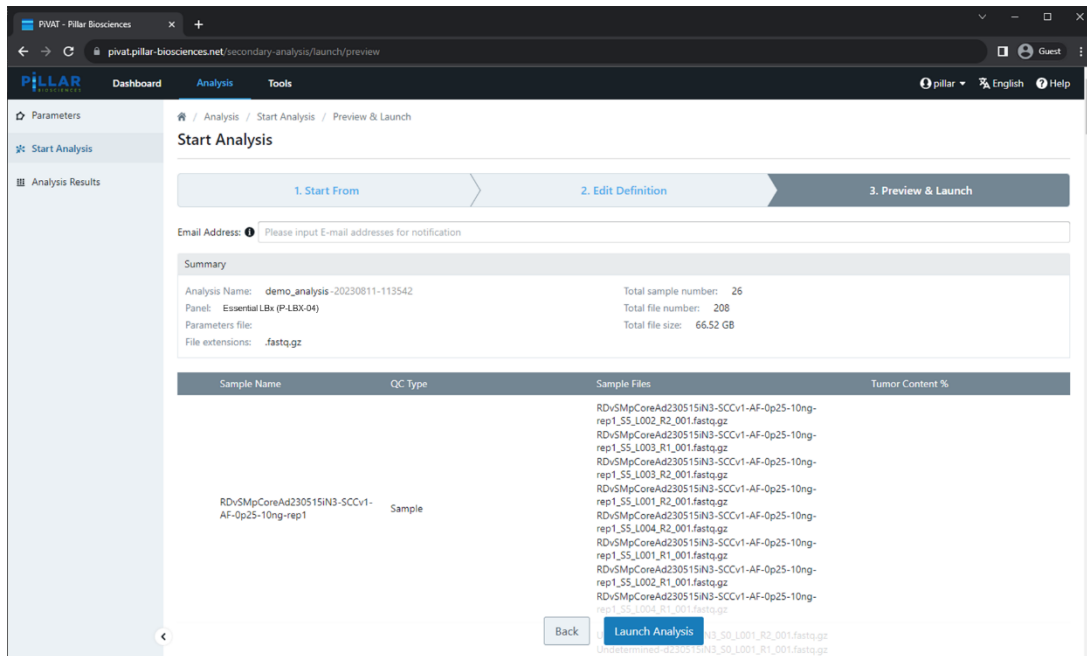 PiVAT - Pillar Biosciences
pivat.pillar-biosciences.net/secondary-analysis/launch/preview
Guest
PiLLAR
BIOSCIENCES
Dashboard
Analysis
Tools
pillar
English
Help
Parameters
Start Analysis
Analysis Results
/ Analysis / Start Analysis / Preview & Launch
Start Analysis
1. Start From
2. Edit Definition
3. Preview & Launch
Email Address: Please input E-mail addresses for notification
Summary
Analysis Name: demo_analysis-20230811-113542
Total sample number: 26
Panel: Essential LBx (P-LBX-04)
Total file number: 208
Parameters file:
Total file size: 66.52 GB
File extensions: .fastq.gz
Sample Name QC Type Sample Files Tumor Content %
RDvSMpCoreAd230515iN3-SCCv1-
AF-0p25-10ng-rep1
Sample
RDvSMpCoreAd230515iN3-SCCv1-AF-0p25-10ng-
rep1_S5_L002_R2_001.fastq.gz
RDvSMpCoreAd230515iN3-SCCv1-AF-0p25-10ng-
rep1_S5_L003_R1_001.fastq.gz
RDvSMpCoreAd230515iN3-SCCv1-AF-0p25-10ng-
rep1_S5_L003_R2_001.fastq.gz
RDvSMpCoreAd230515iN3-SCCv1-AF-0p25-10ng-
rep1_S5_L001_R2_001.fastq.gz
RDvSMpCoreAd230515iN3-SCCv1-AF-0p25-10ng-
rep1_S5_L004_R2_001.fastq.gz
RDvSMpCoreAd230515iN3-SCCv1-AF-0p25-10ng-
rep1_S5_L001_R1_001.fastq.gz
RDvSMpCoreAd230515iN3-SCCv1-AF-0p25-10ng-
rep1_S5_L002_R1_001.fastq.gz
RDvSMpCoreAd230515iN3-SCCv1-AF-0p25-10ng-
rep1_S5_L004_R1_001.fastq.gz
Back
Launch Analysis
N3_S0_L001_R2_001.fastq.gz
Undetermined-d230515iN3_S0_L001_R1_001.fastq.gz